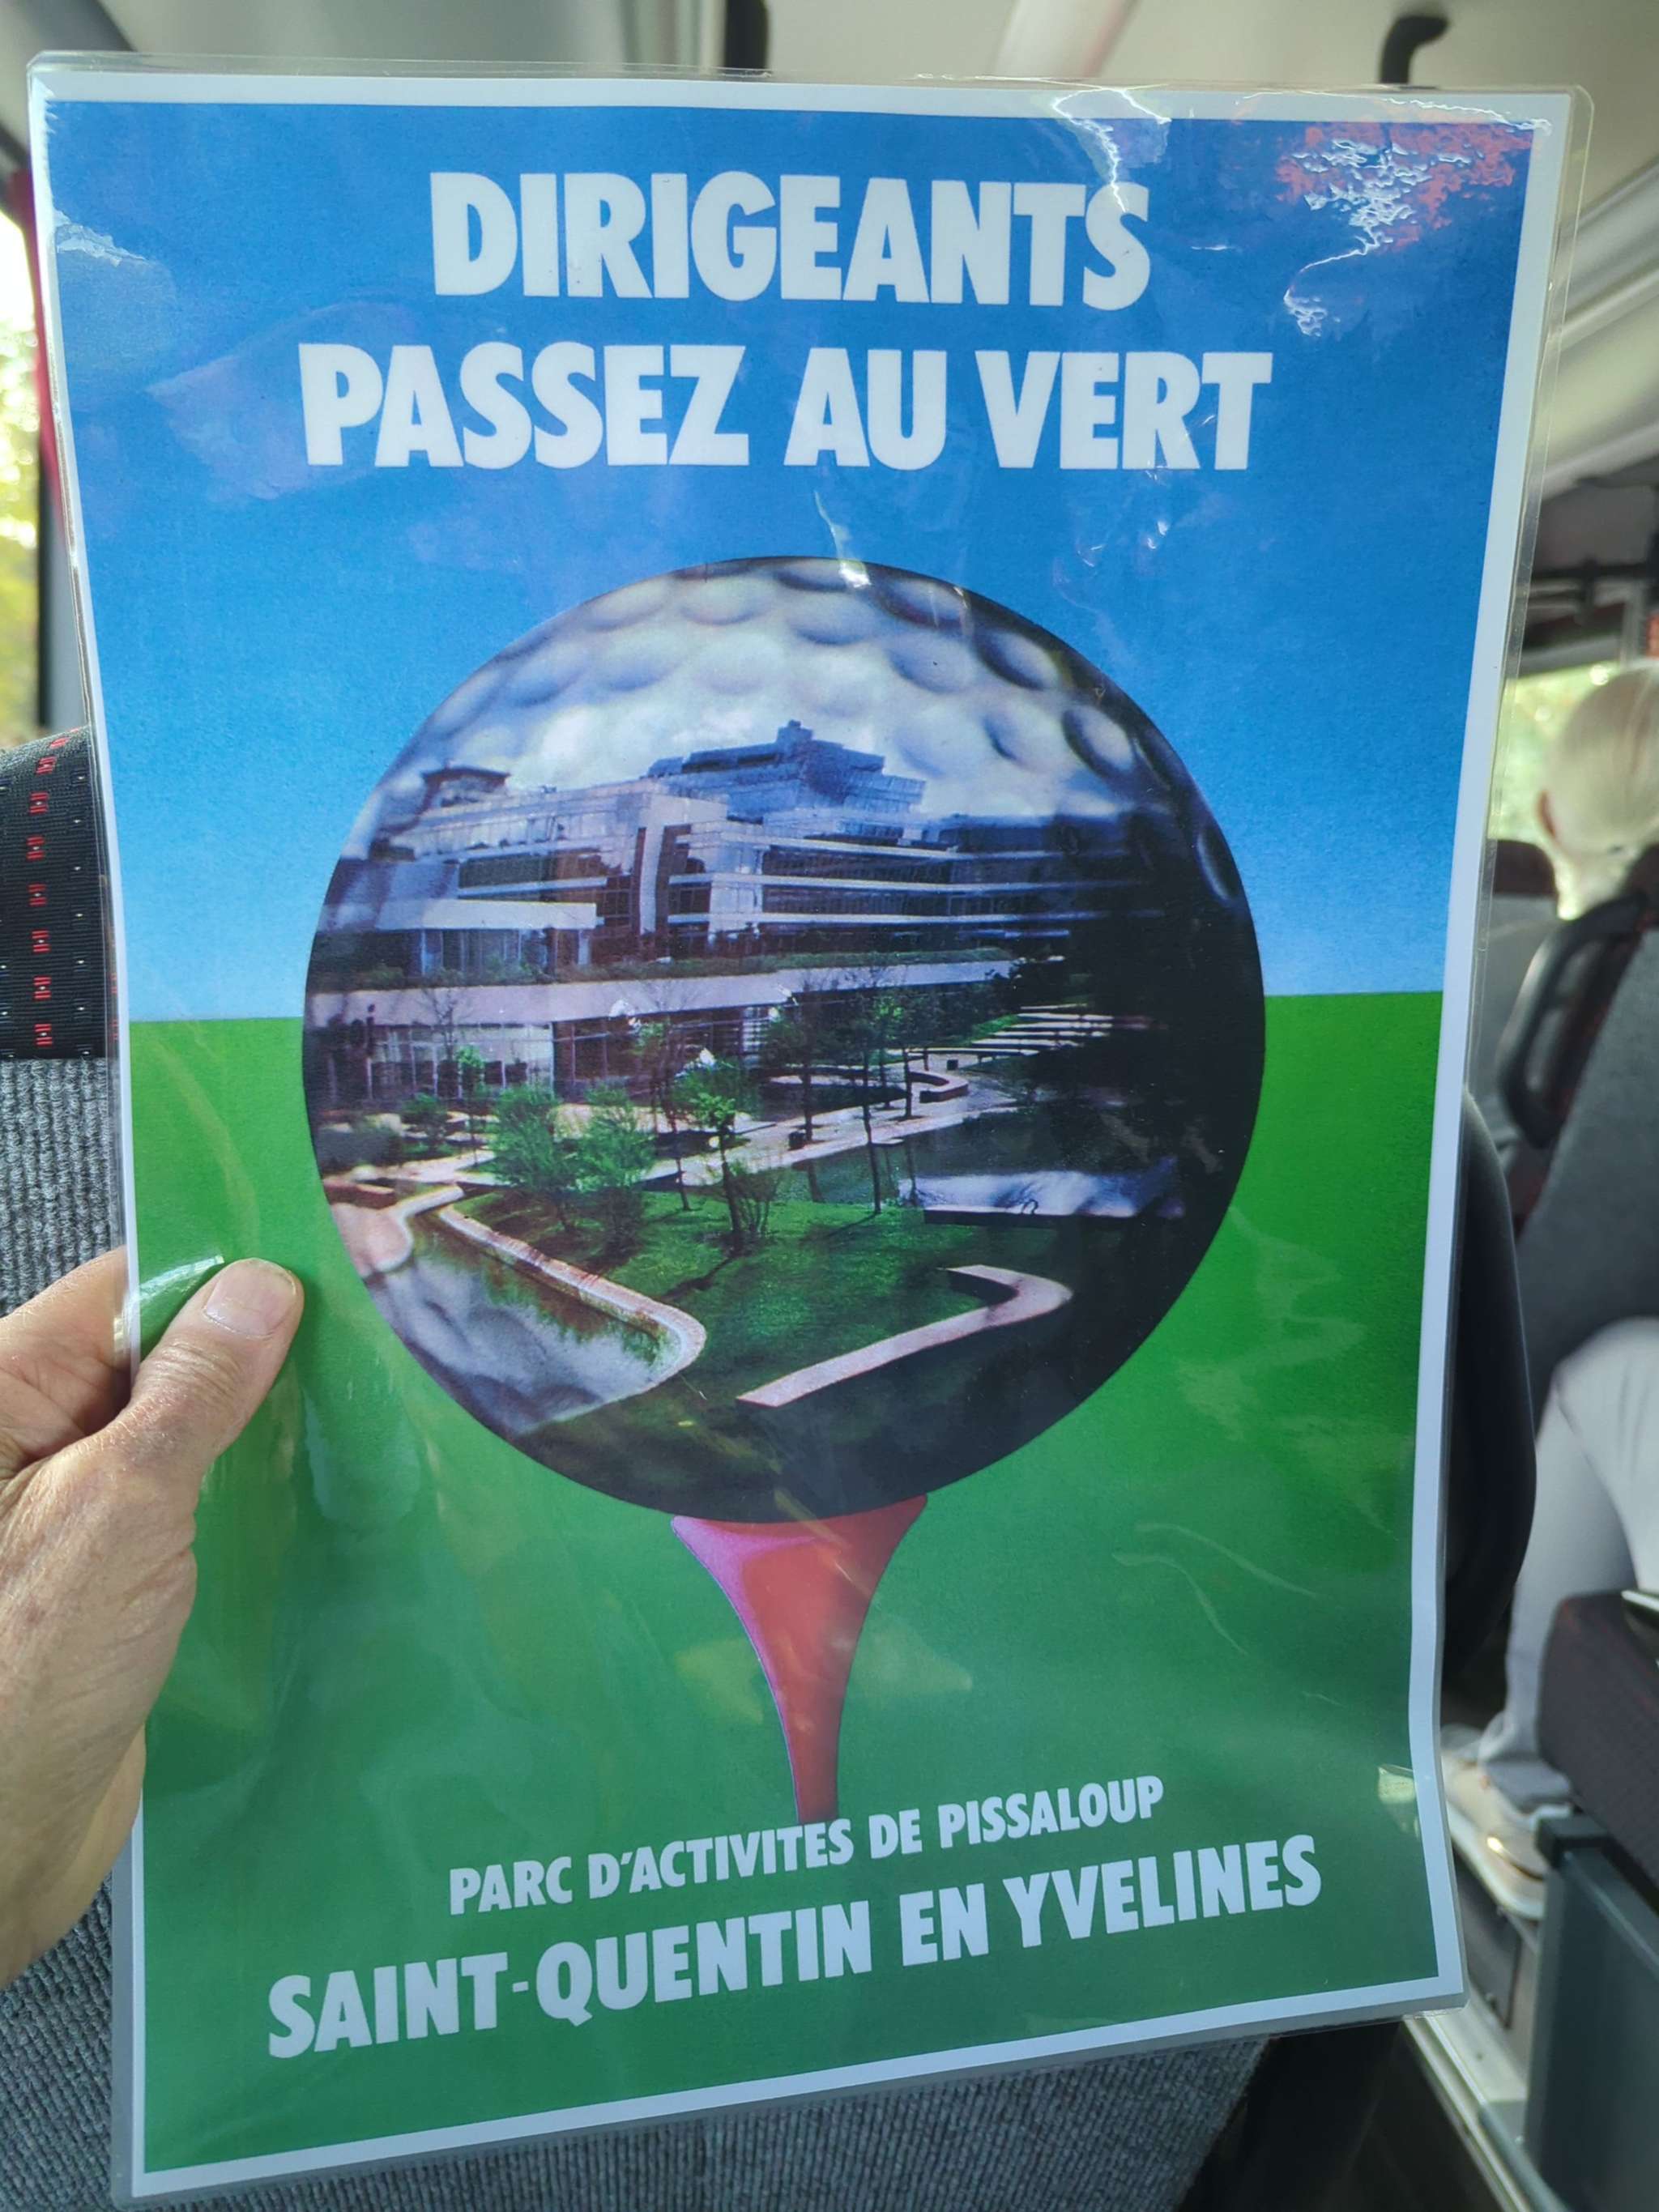 DIRIGEANTS
PASSEZ AU VERT
PARC D'ACTIVITES DE PISSALOUP
SAINT-QUENTIN EN YVELINES